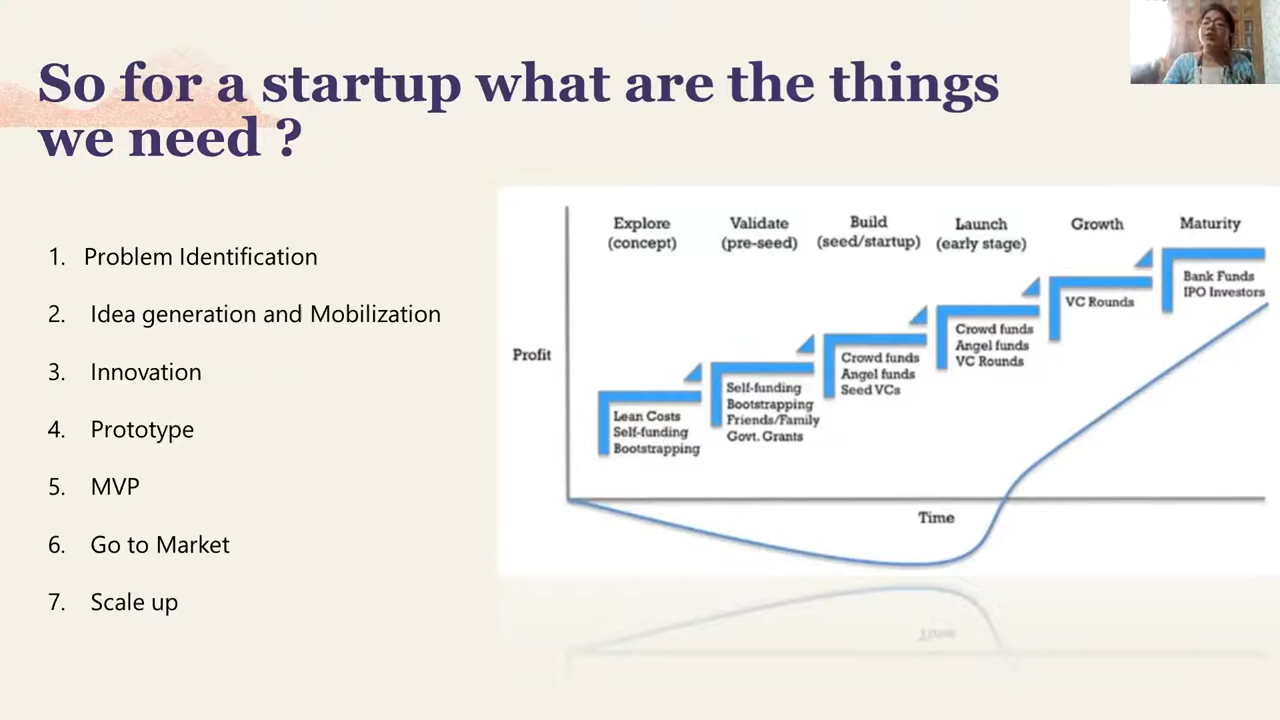 So for a startup what are the things
we need ?
1. Problem Identification
2. Idea generation and Mobilization
3. Innovation
4. Prototype
5. MVP
6. Go to Market
7. Scale up
Explore
(concept)
Validate
(pre-seed)
Build
(seed/startup)
Launch
(early stage)
Growth
Maturity
Profit
Lean Costs
Self-funding
Bootstrapping
Self-funding
Bootstrapping
Friends/Family
Govt. Grants
Crowd funds
Angel funds
Seed VCs
Crowd funds
Angel funds
VC Rounds
VC Rounds
Bank Funds
IPO Investors
Time